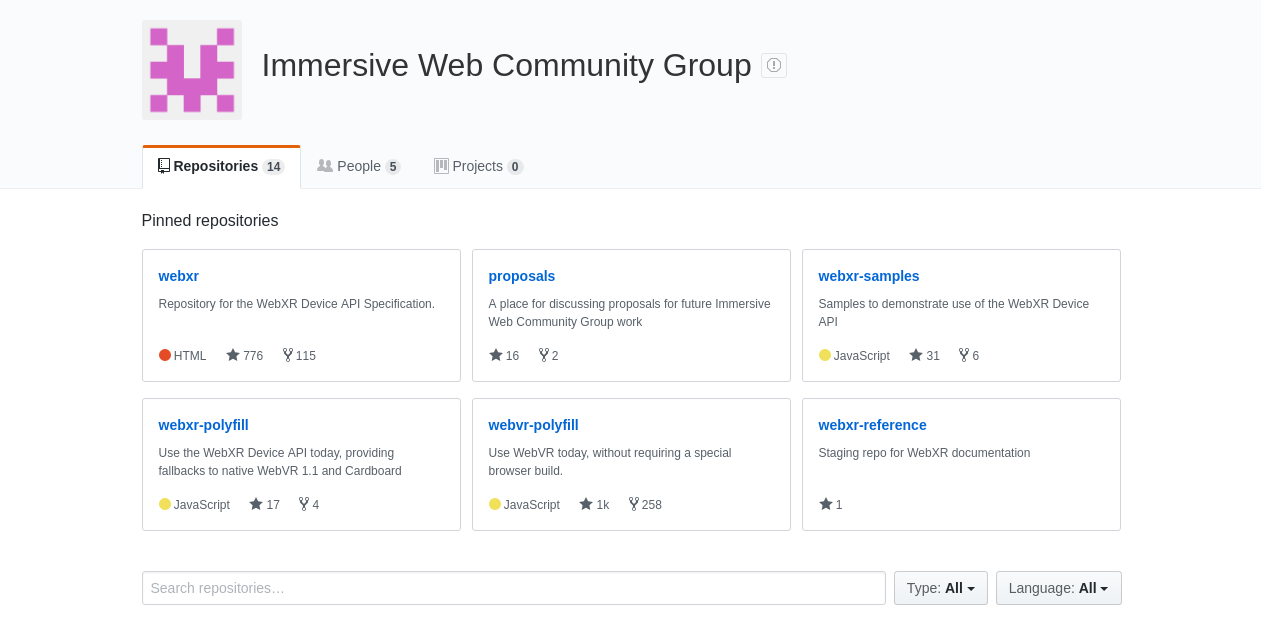 Immersive Web Community Group
Repositories 14 People 5 Projects 0
Pinned repositories
webxr
Repository for the WebXR Device API Specification.
HTML 776 115
proposals
A place for discussing proposals for future Immersive
Web Community Group work
16 2
webxr-samples
Samples to demonstrate use of the WebXR Device
API
JavaScript 31 6
webxr-polyfill
Use the WebXR Device API today, providing
fallbacks to native WebVR 1.1 and Cardboard
JavaScript 17 4
webvr-polyfill
Use WebVR today, without requiring a special
browser build.
JavaScript 1k 258
webxr-reference
Staging repo for WebXR documentation
1
Search repositories… Type: All Language: All